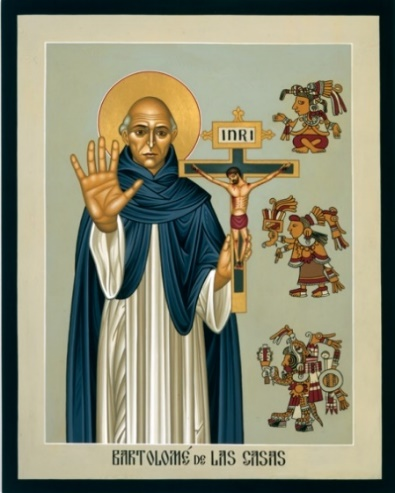 INRI
BARTOLOMÉ DE LAS CASAS